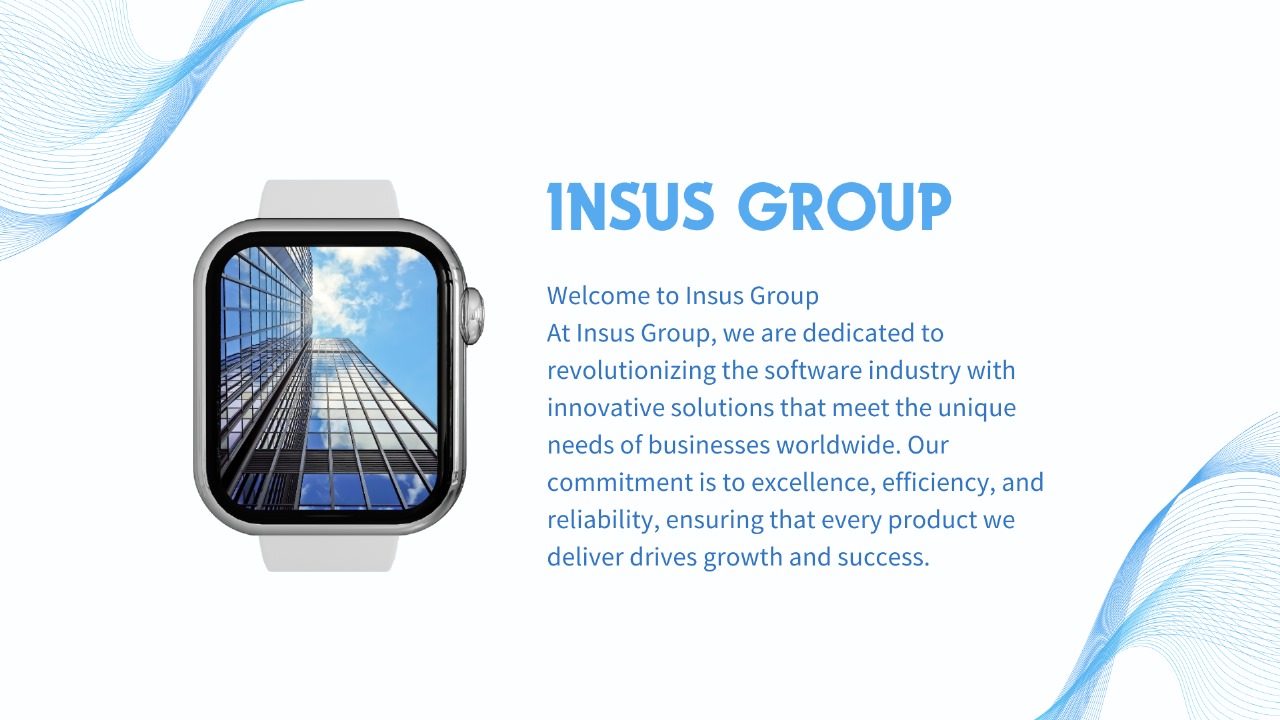 INSUS GROUP
Welcome to Insus Group
At Insus Group, we are dedicated to
revolutionizing the software industry with
innovative solutions that meet the unique
needs of businesses worldwide. Our
commitment is to excellence, efficiency, and
reliability, ensuring that every product we
deliver drives growth and success.